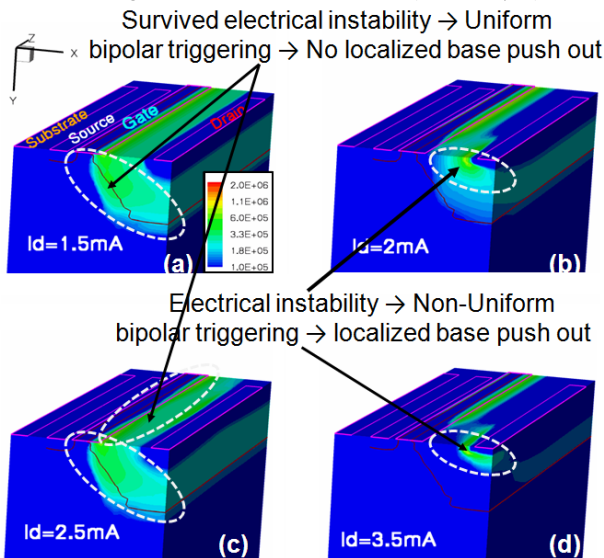 Survived electrical instability → Uniform
bipolar triggering → No localized base push out
Z
X
Y
Substrate
Source
Gate
Drain
2.0E+06
1.1E+06
6.0E+05
3.3E+05
1.8E+05
1.0E+05
Id=1.5mA
(a)
Id=2mA
(b)
Electrical instability → Non-Uniform
bipolar triggering → localized base push out
Id=2.5mA
(c)
Id=3.5mA
(d)